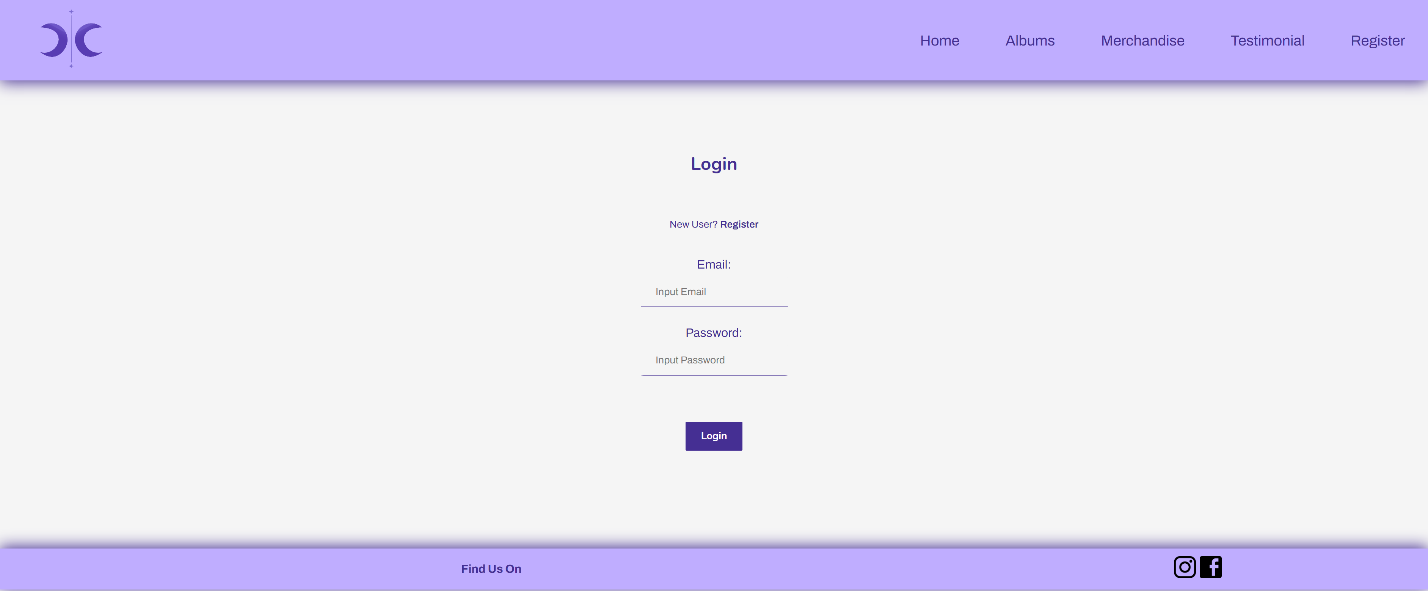 Home Albums Merchandise Testimonial Register
Login
New User? Register
Email:
Input Email
Password:
Input Password
Login
Find Us On